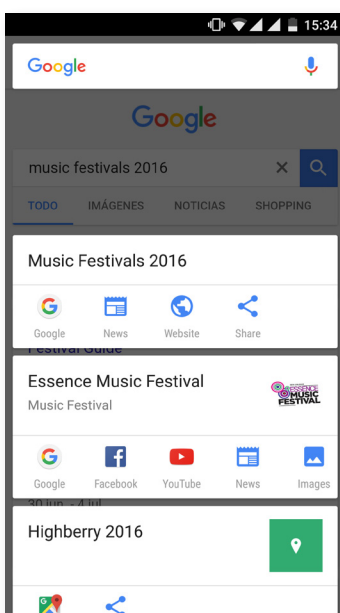 15:34
Google
Google
music festivals 2016
TODO IMÁGENES NOTICIAS SHOPPING
Music Festivals 2016
Google News Website Share
Festival Guide
Essence Music Festival
Music Festival
ESSENCE
MUSIC
FESTIVAL
Google Facebook YouTube News Images
30 jun. - 4 jul.
Highberry 2016